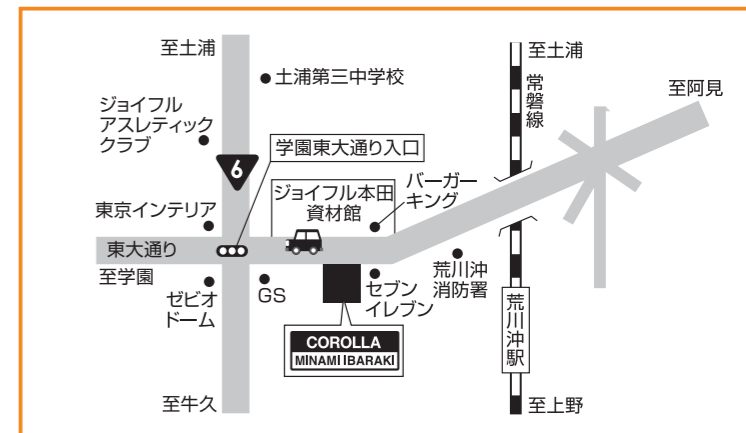 至土浦
土浦第三中学校
ジョイフル
アスレティック
クラブ
6
学園東大通り入口
至土浦
常磐線
至阿見
東京インテリア
ジョイフル本田
資材館
バーガー
キング
東大通り
至学園
ゼビオ
ドーム
GS
セブン
イレブン
荒川沖
消防署
荒川沖駅
COROLLA
MINAMI IBARAKI
至牛久
至上野